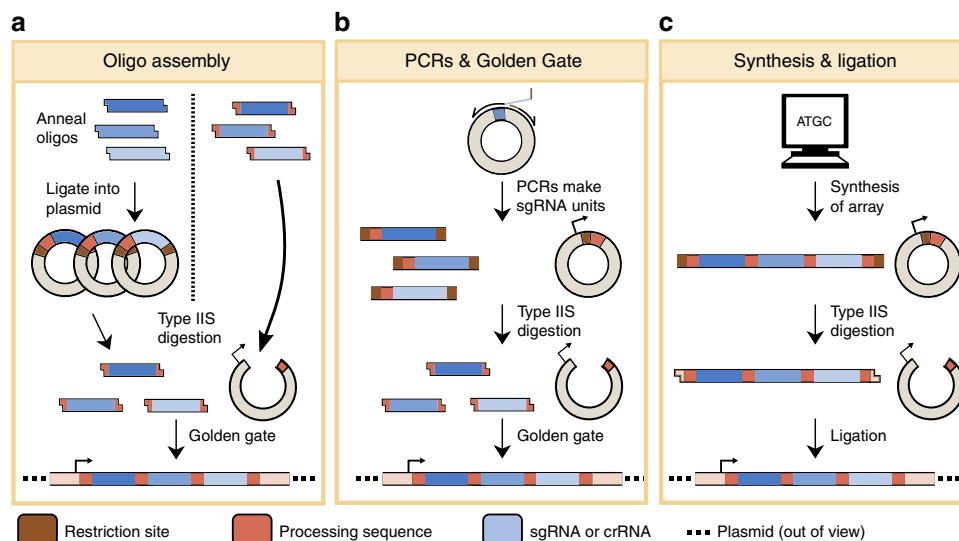 a
Oligo assembly
Anneal
oligos
Ligate into
plasmid
Type IIS
digestion
Golden gate
b
PCRs & Golden Gate
PCRs make
sgRNA units
Type IIS
digestion
Golden gate
c
Synthesis & ligation
ATGC
Synthesis
of array
Type IIS
digestion
Ligation
Restriction site
Processing sequence
sgRNA or crRNA
Plasmid (out of view)